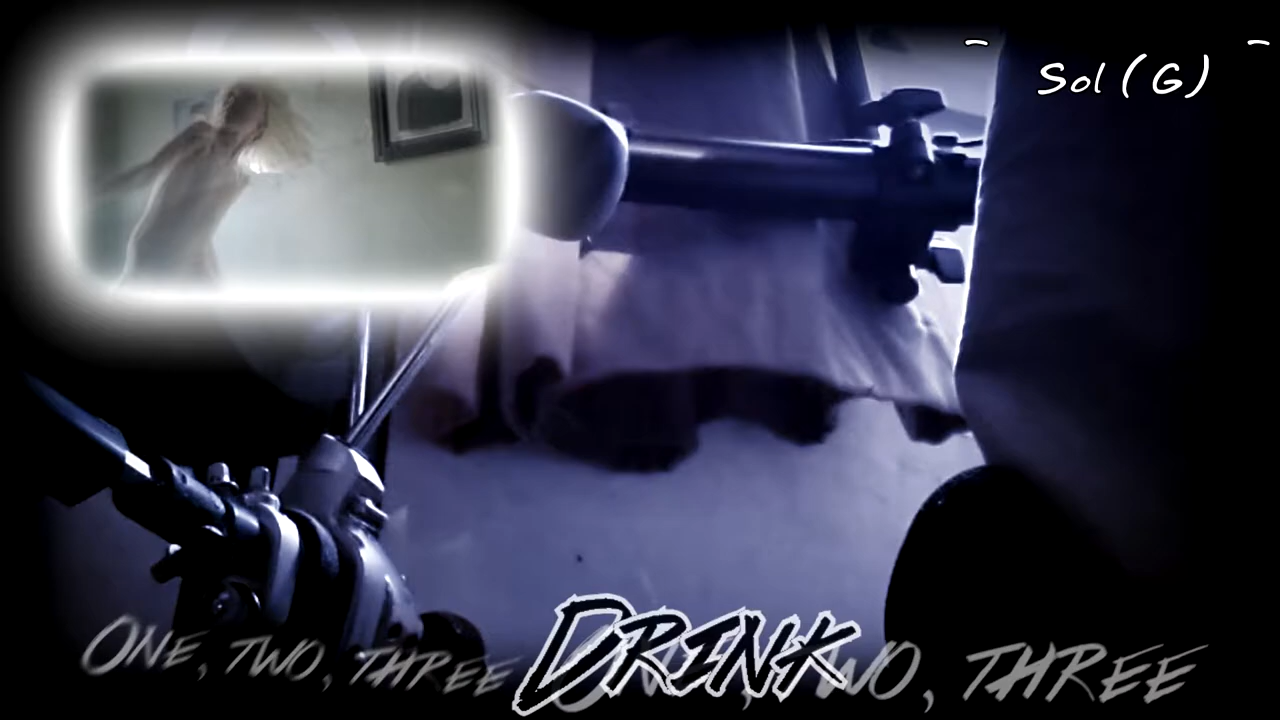 Sol (G)
ONE, TWO, THREE DRINK ONE, TWO, THREE